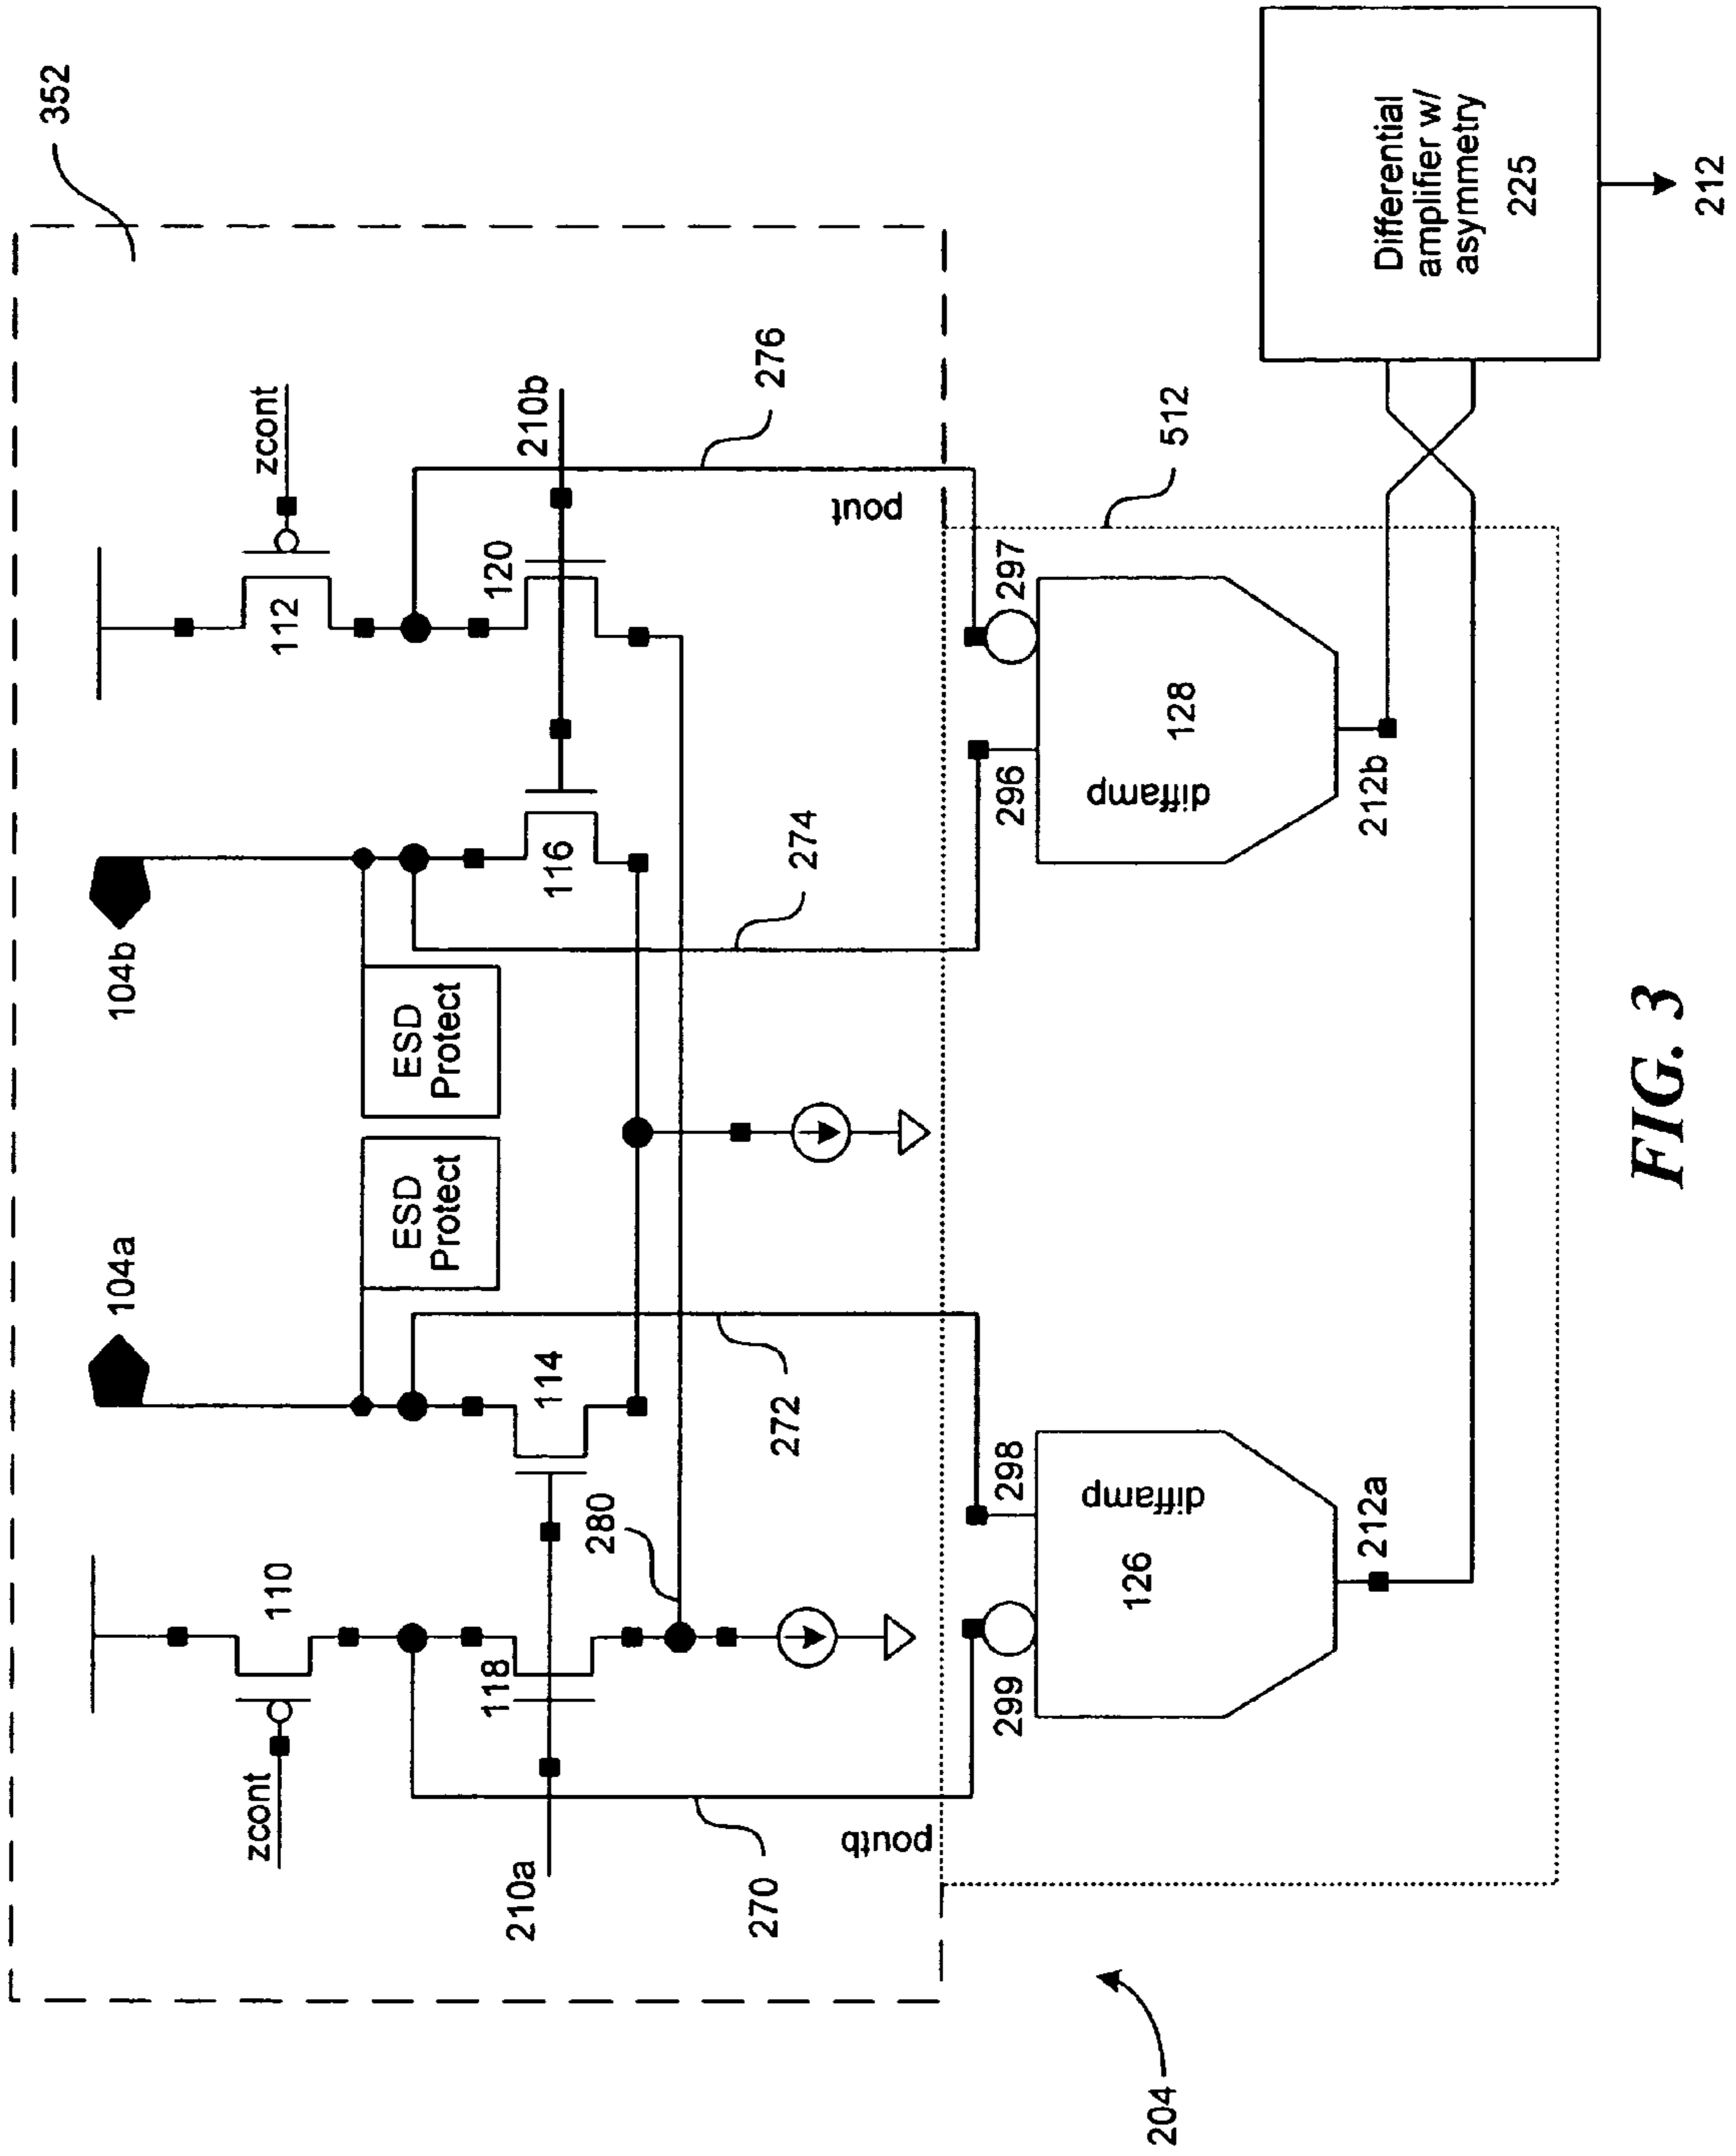 352
zcont
110
118
210a
270
poutb
280
104a
114
272
ESD
Protect
ESD
Protect
104b
116
274
zcont
112
120
210b
276
pout
299
298
diffamp
126
212a
296
297
diffamp
128
212b
512
Differential
amplifier w/
asymmetry
225
212
204
FIG. 3